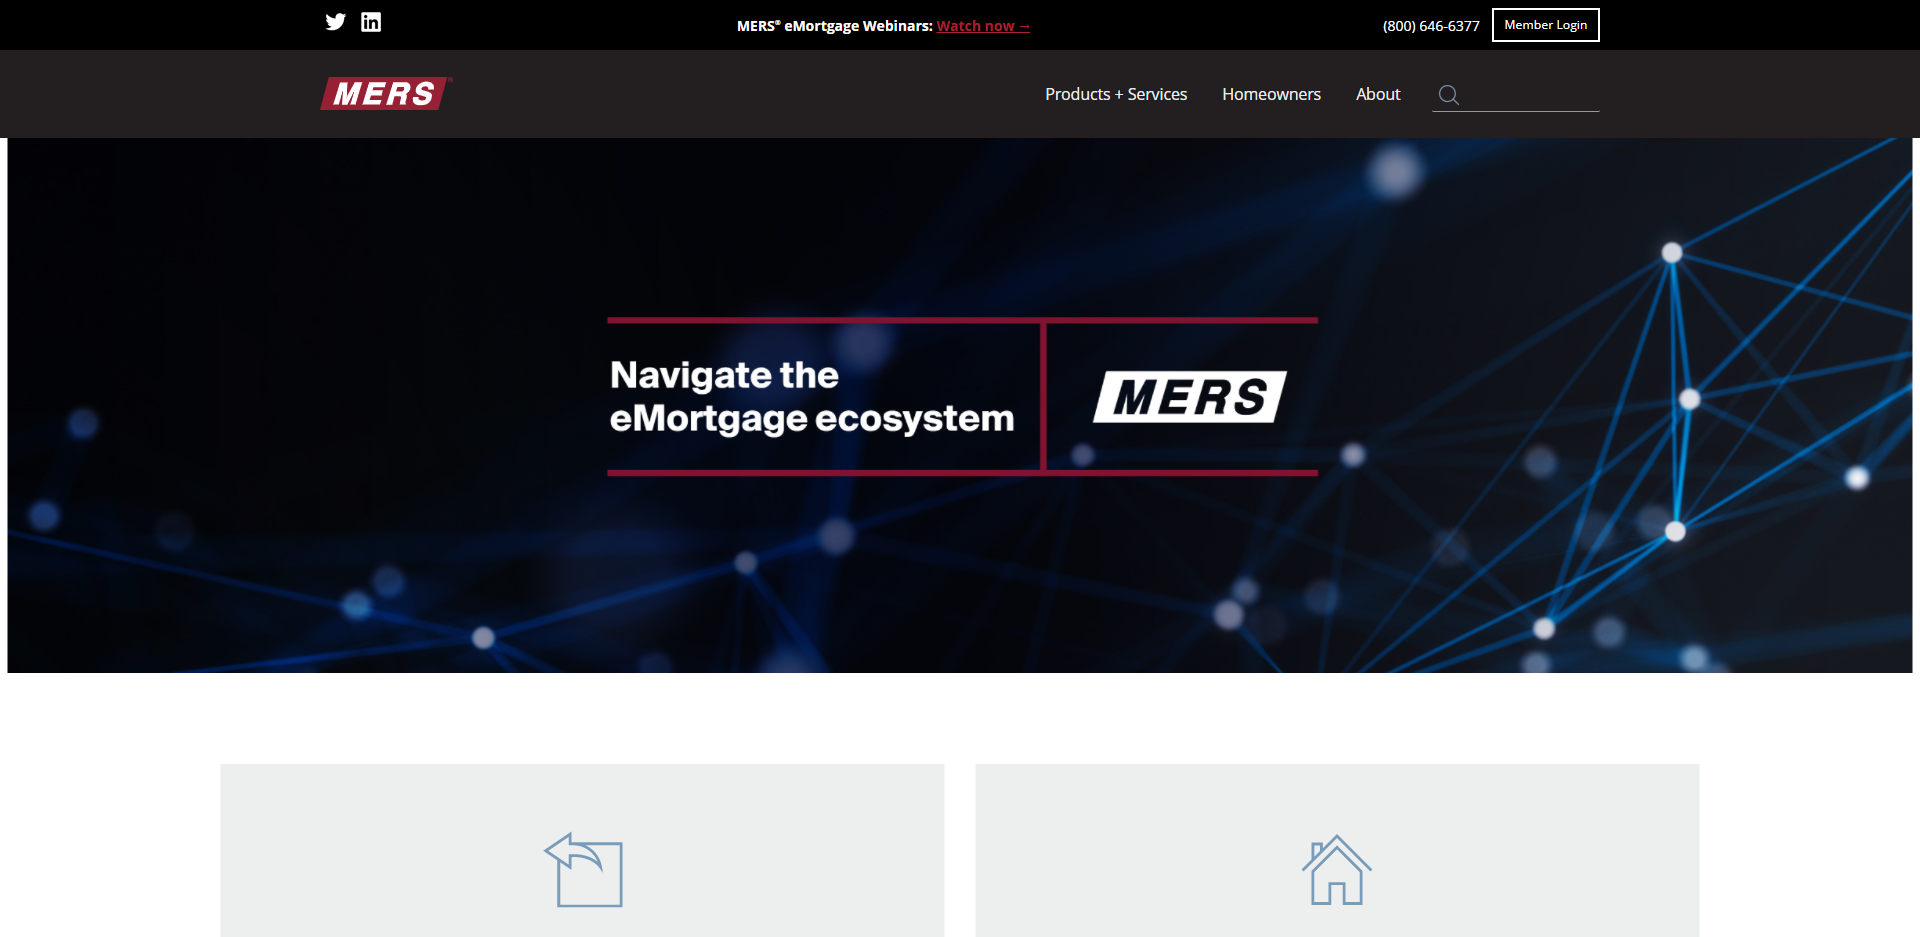 MERS® eMortgage Webinars: Watch now →
(800) 646-6377
Member Login
MERS®
Products + Services
Homeowners
About
Navigate the
eMortgage ecosystem
MERS